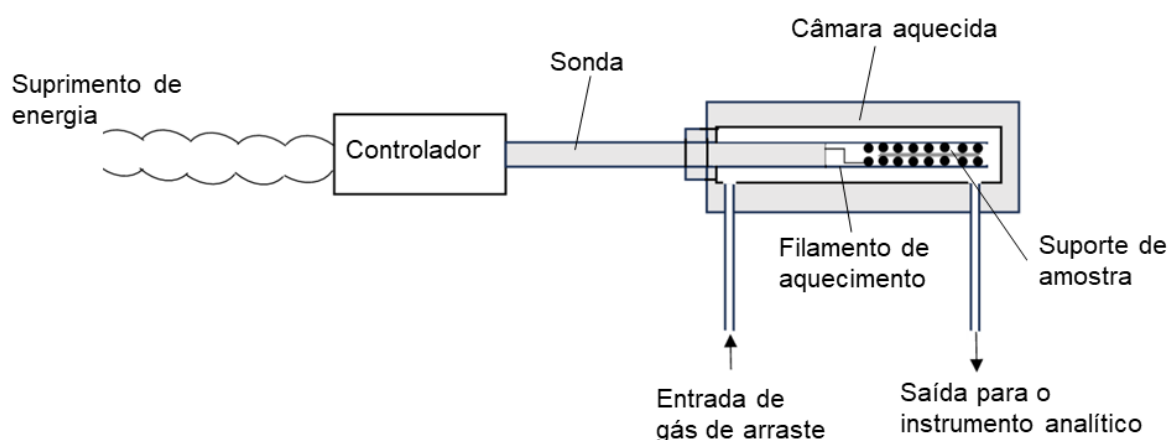 Suprimento de
energia
Controlador
Sonda
Câmara aquecida
Filamento de
aquecimento
Suporte de
amostra
Entrada de
gás de arraste
Saída para o
instrumento analítico